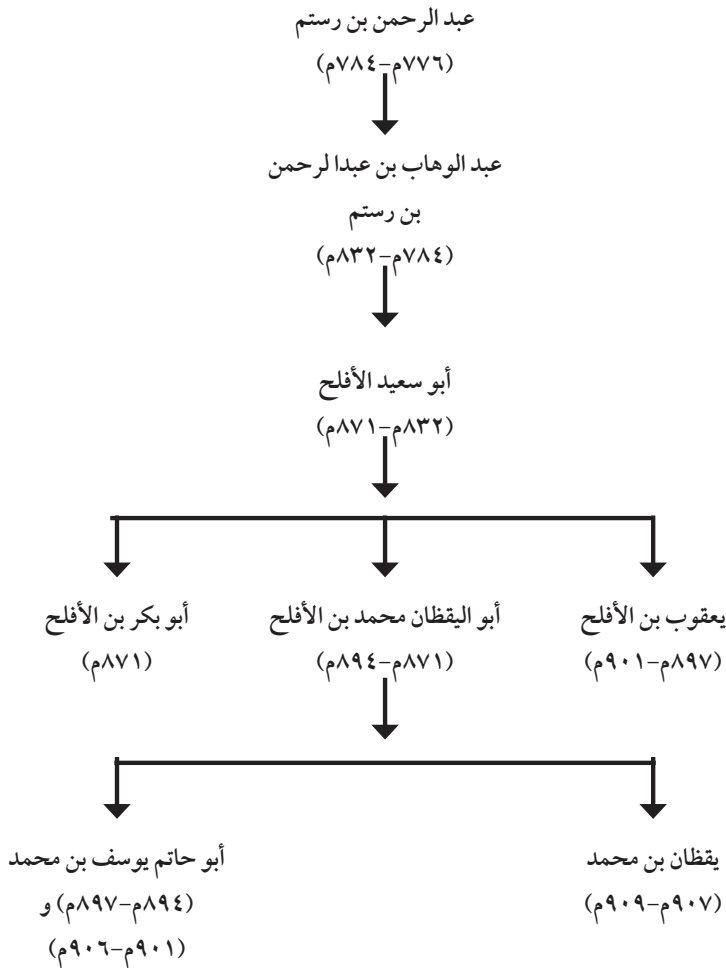 عبد الرحمن بن رستم
(٧٧٦م–٧٨٤م)
عبد الوهاب بن عبدا لرحمن
بن رستم
(٧٨٤م–٨٣٢م)
أبو سعيد الأفلح
(٨٣٢م–٨٧١م)
يعقوب بن الأفلح
(٨٩٧م–٩٠١م)
أبو اليقظان محمد بن الأفلح
(٨٧١م–٨٩٤م)
أبو بكر بن الأفلح
(٨٧١م)
يقظان بن محمد
(٩٠٧م–٩٠٩م)
أبو حاتم يوسف بن محمد
(٨٩٤م–٨٩٧م) و
(٩٠١م–٩٠٦م)